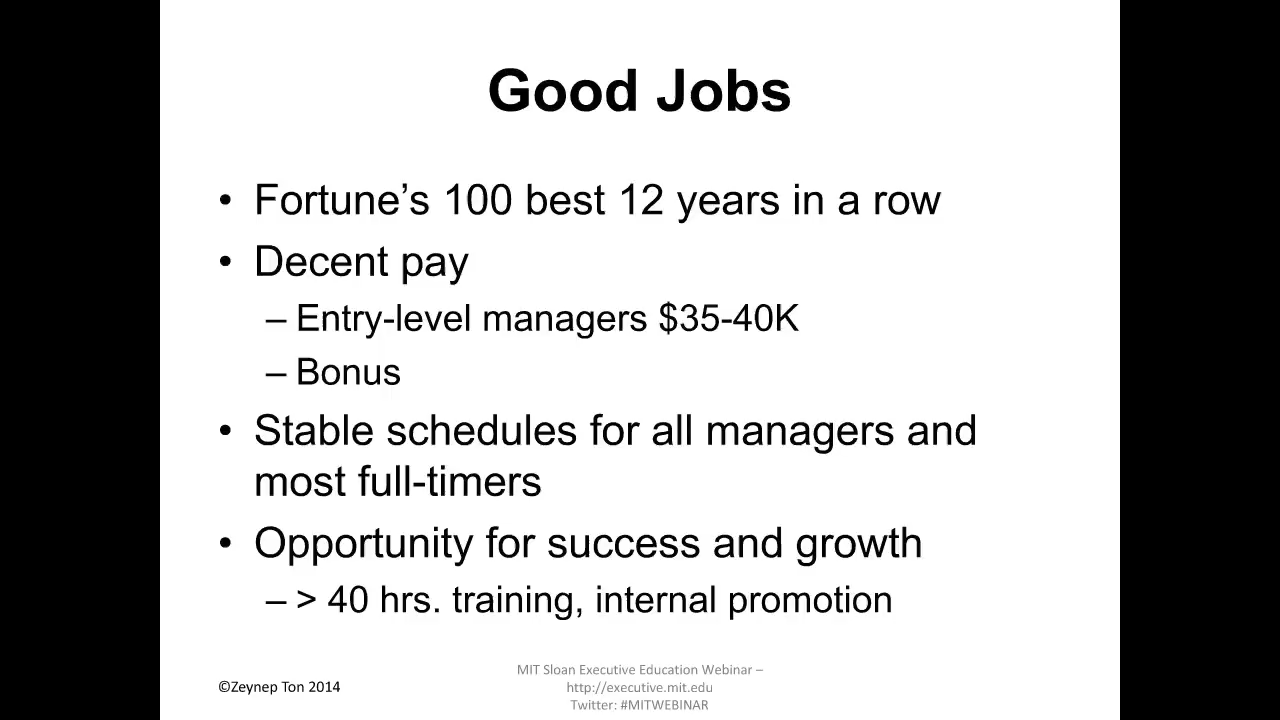 Good Jobs
• Fortune’s 100 best 12 years in a row
• Decent pay
– Entry-level managers $35-40K
– Bonus
• Stable schedules for all managers and
most full-timers
• Opportunity for success and growth
– > 40 hrs. training, internal promotion
©Zeynep Ton 2014
MIT Sloan Executive Education Webinar –
http://executive.mit.edu
Twitter: #MITWEBINAR